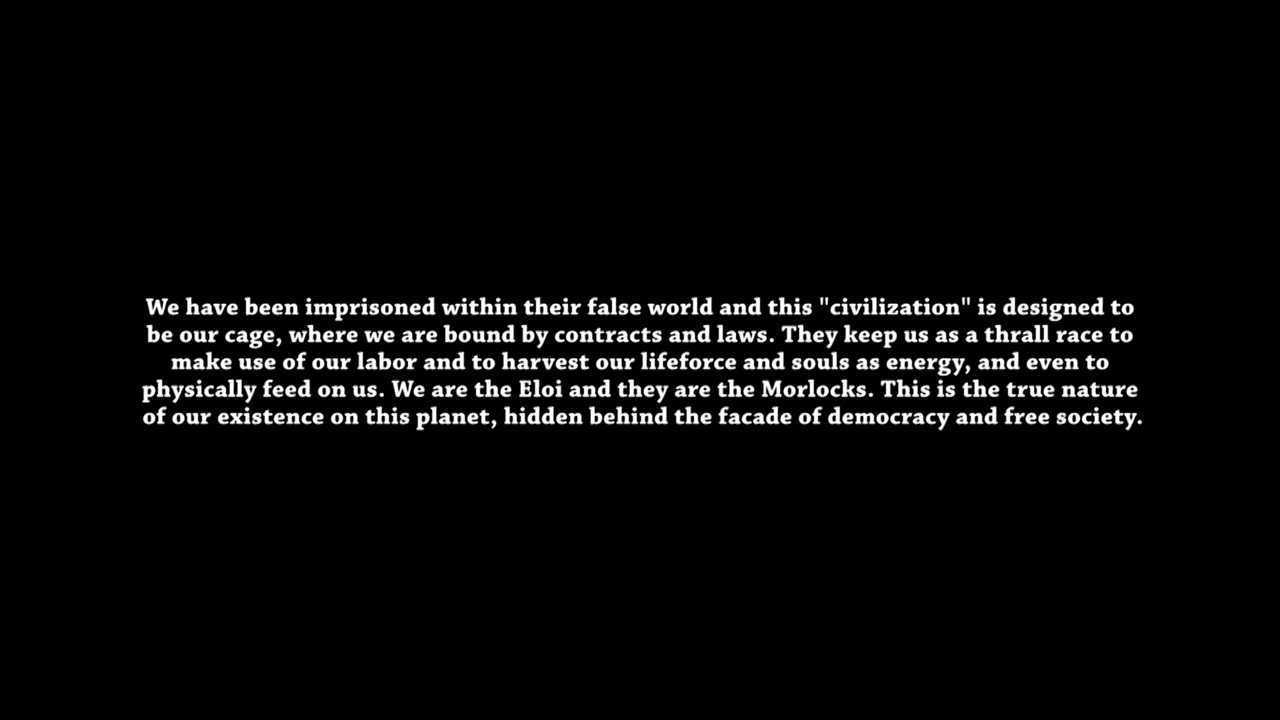 We have been imprisoned within their false world and this "civilization" is designed to
be our cage, where we are bound by contracts and laws. They keep us as a thrall race to
make use of our labor and to harvest our lifeforce and souls as energy, and even to
physically feed on us. We are the Eloi and they are the Morlocks. This is the true nature
of our existence on this planet, hidden behind the facade of democracy and free society.